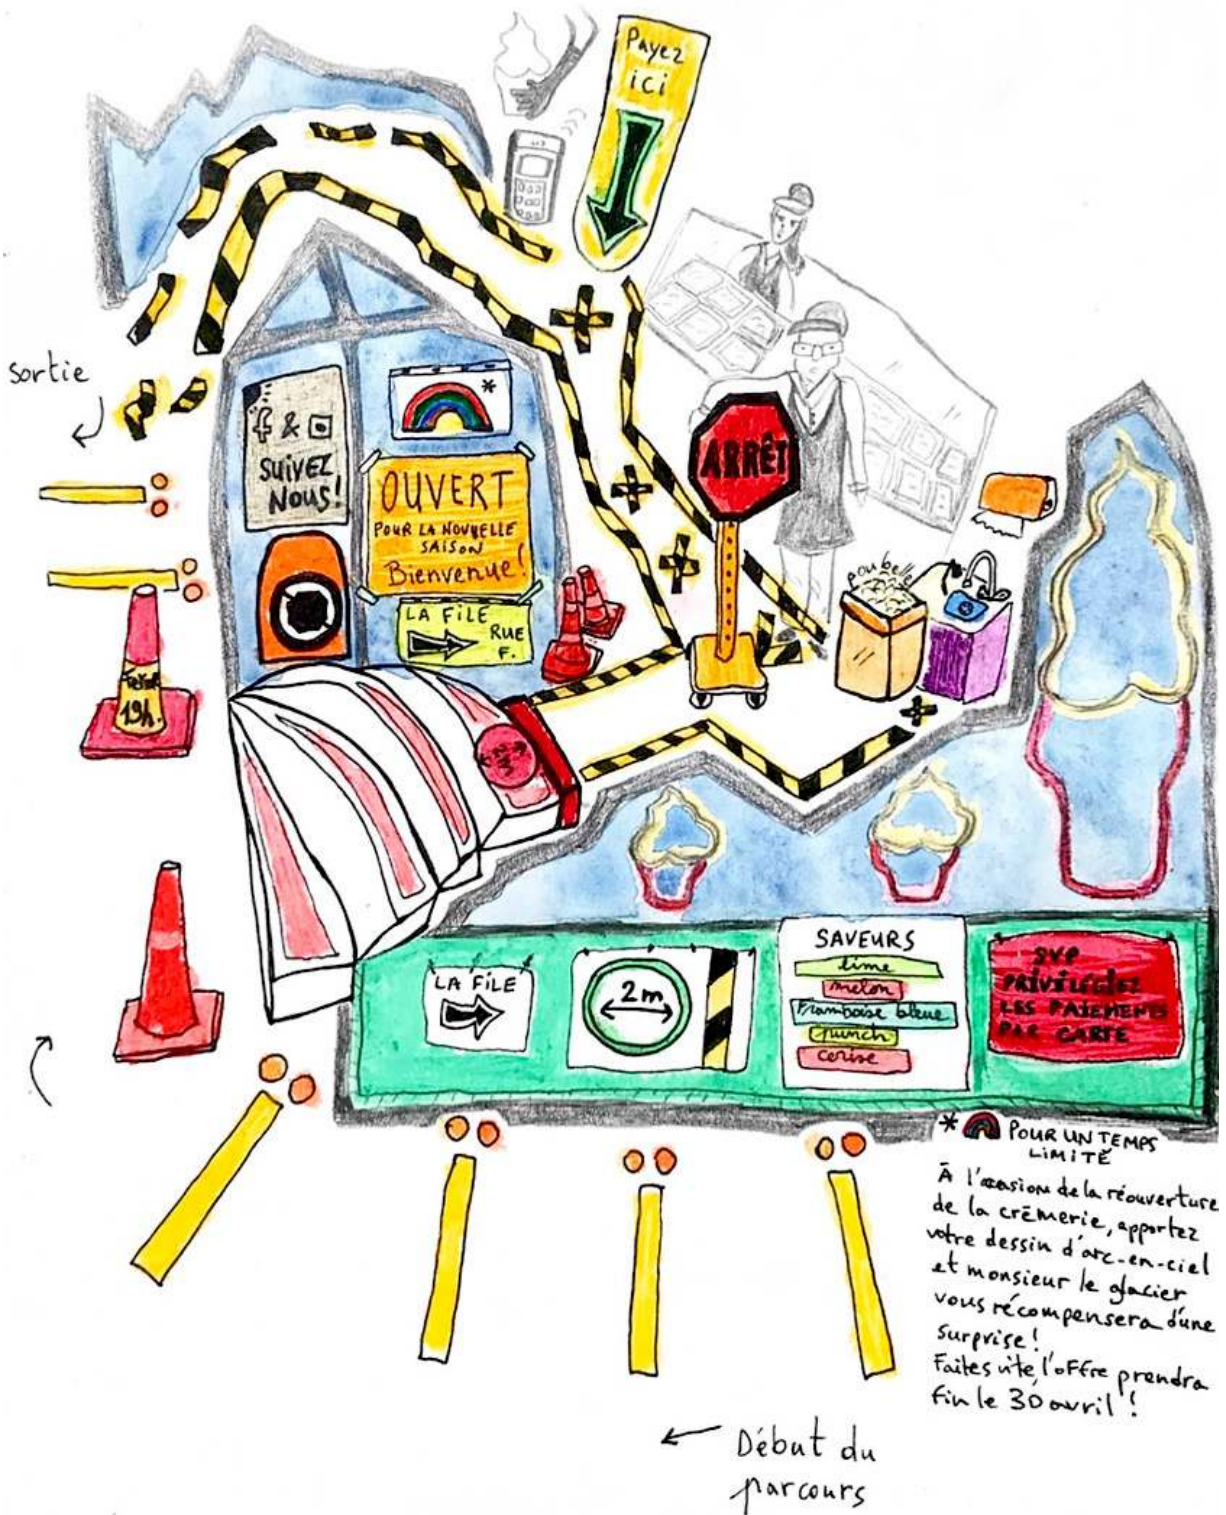 Payez
ici
sortie
f &
SUIVEZ
NOUS!
*
OUVERT
POUR LA NOUVELLE
SAISON
Bienvenue!
LA FILE
RUE
F.
ARRÊT
poubelle
19h.
LA FILE
2m
SAVEURS
lime
melon
Framboise bleue
punch
cerise
SVP
PRIVILÉGIEZ
LES PAIEMENTS
PAR CARTE
* POUR UN TEMPS
LIMITÉ
À l'occasion de la réouverture
de la crèmerie, apportez
votre dessin d'arc-en-ciel
et monsieur le glacier
vous récompensera d'une
surprise!
Faites vite, l'offre prendra
fin le 30 avril!
Début du
parcours